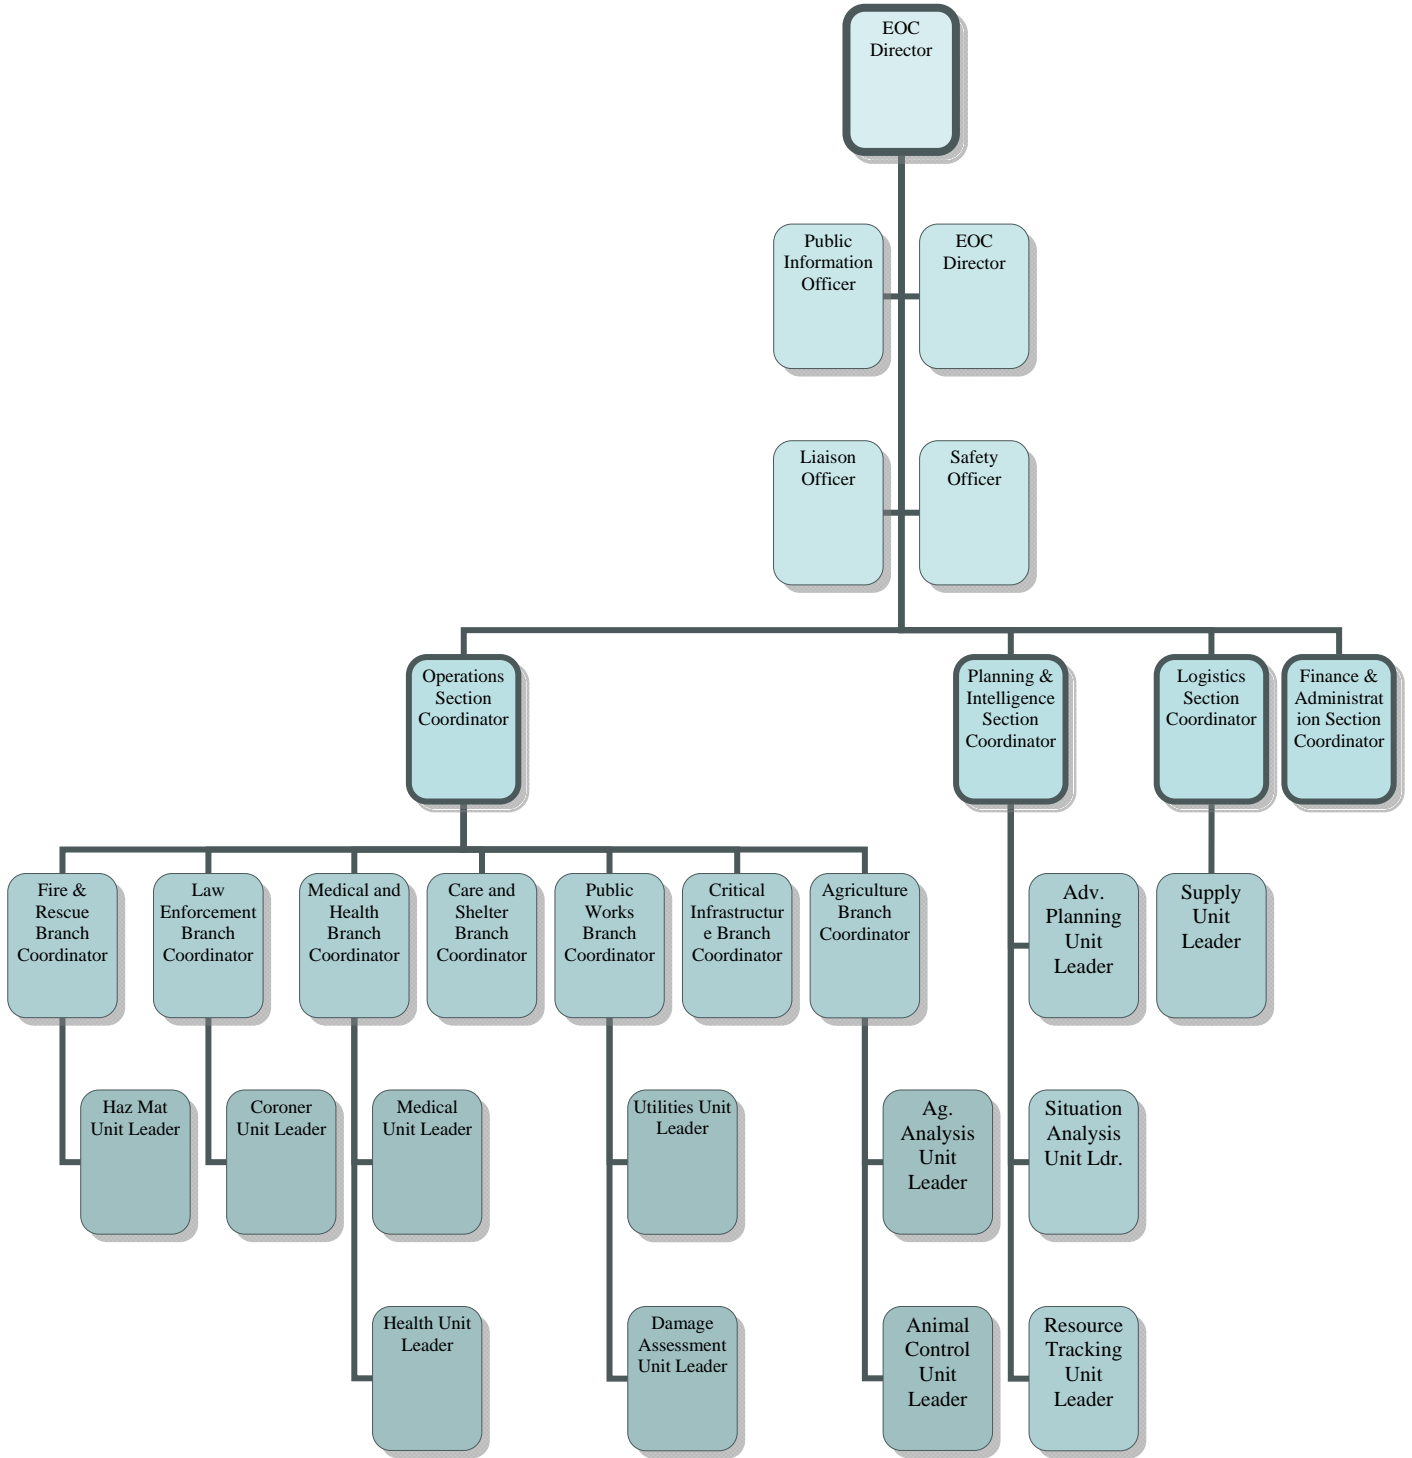 EOC
Director
Public
Information
Officer
EOC
Director
Liaison
Officer
Safety
Officer
Operations
Section
Coordinator
Planning &
Intelligence
Section
Coordinator
Logistics
Section
Coordinator
Finance &
Administrat
ion Section
Coordinator
Fire &
Rescue
Branch
Coordinator
Law
Enforcement
Branch
Coordinator
Medical and
Health
Branch
Coordinator
Care and
Shelter
Branch
Coordinator
Public
Works
Branch
Coordinator
Critical
Infrastructur
e Branch
Coordinator
Agriculture
Branch
Coordinator
Adv.
Planning
Unit
Leader
Supply
Unit
Leader
Haz Mat
Unit Leader
Coroner
Unit Leader
Medical
Unit Leader
Utilities Unit
Leader
Ag.
Analysis
Unit
Leader
Situation
Analysis
Unit Ldr.
Health Unit
Leader
Damage
Assessment
Unit Leader
Animal
Control
Unit
Leader
Resource
Tracking
Unit
Leader